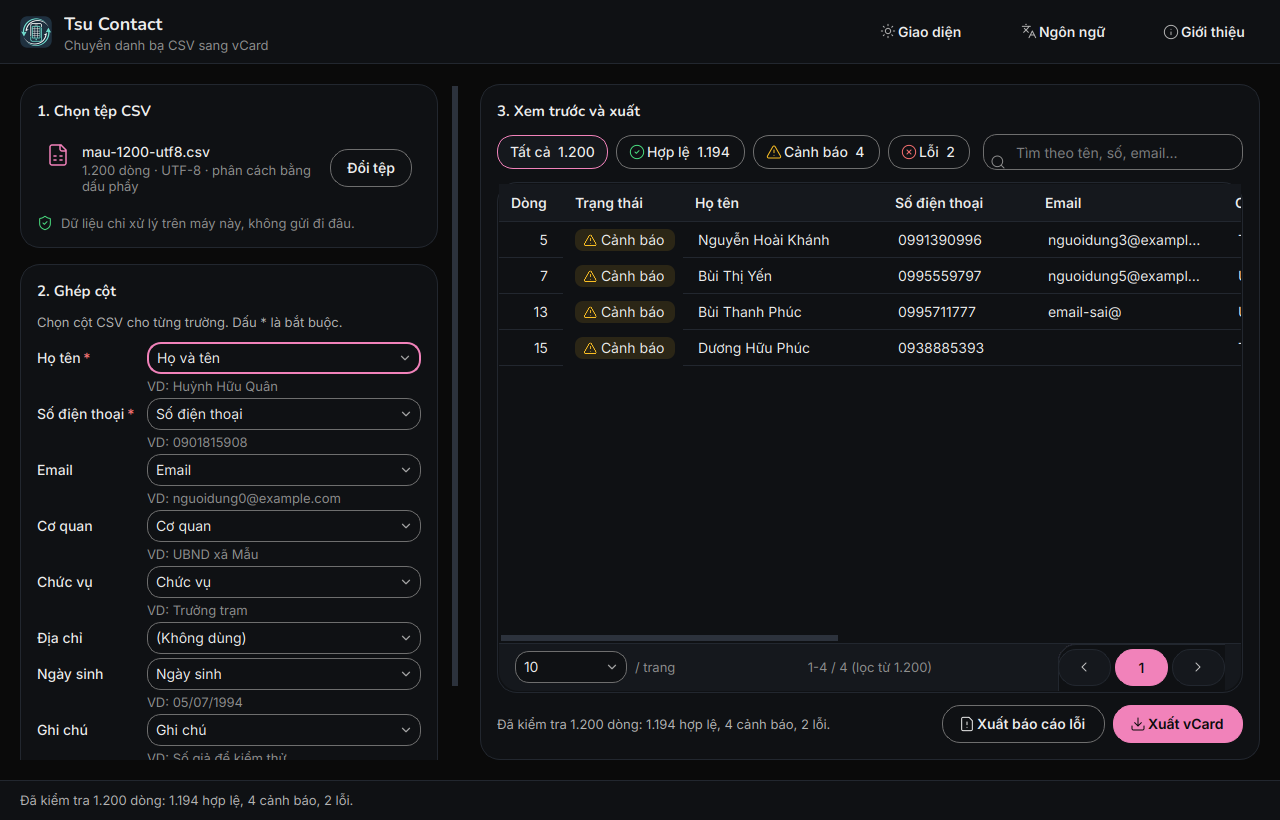 Tsu Contact
Chuyển danh bạ CSV sang vCard
Giao diện
Ngôn ngữ
Giới thiệu
1. Chọn tệp CSV
mau-1200-utf8.csv
1.200 dòng · UTF-8 · phân cách bằng
dấu phẩy
Đổi tệp
Dữ liệu chỉ xử lý trên máy này, không gửi đi đâu.
2. Ghép cột
Chọn cột CSV cho từng trường. Dấu * là bắt buộc.
Họ tên *
Họ và tên
VD: Huỳnh Hữu Quân
Số điện thoại *
Số điện thoại
VD: 0901815908
Email
Email
VD: nguoidung0@example.com
Cơ quan
Cơ quan
VD: UBND xã Mẫu
Chức vụ
Chức vụ
VD: Trưởng trạm
Địa chỉ
(Không dùng)
Ngày sinh
Ngày sinh
VD: 05/07/1994
Ghi chú
Ghi chú
VD: Số giả để kiểm thử
3. Xem trước và xuất
Tất cả 1.200
Hợp lệ 1.194
Cảnh báo 4
Lỗi 2
Tìm theo tên, số, email...
Dòng Trạng thái Họ tên Số điện thoại Email
5 Cảnh báo Nguyễn Hoài Khánh 0991390996 nguoidung3@exampl...
7 Cảnh báo Bùi Thị Yến 0995559797 nguoidung5@exampl...
13 Cảnh báo Bùi Thanh Phúc 0995711777 email-sai@
15 Cảnh báo Dương Hữu Phúc 0938885393
10 / trang
1-4 / 4 (lọc từ 1.200)
1
Đã kiểm tra 1.200 dòng: 1.194 hợp lệ, 4 cảnh báo, 2 lỗi.
Xuất báo cáo lỗi
Xuất vCard
Đã kiểm tra 1.200 dòng: 1.194 hợp lệ, 4 cảnh báo, 2 lỗi.